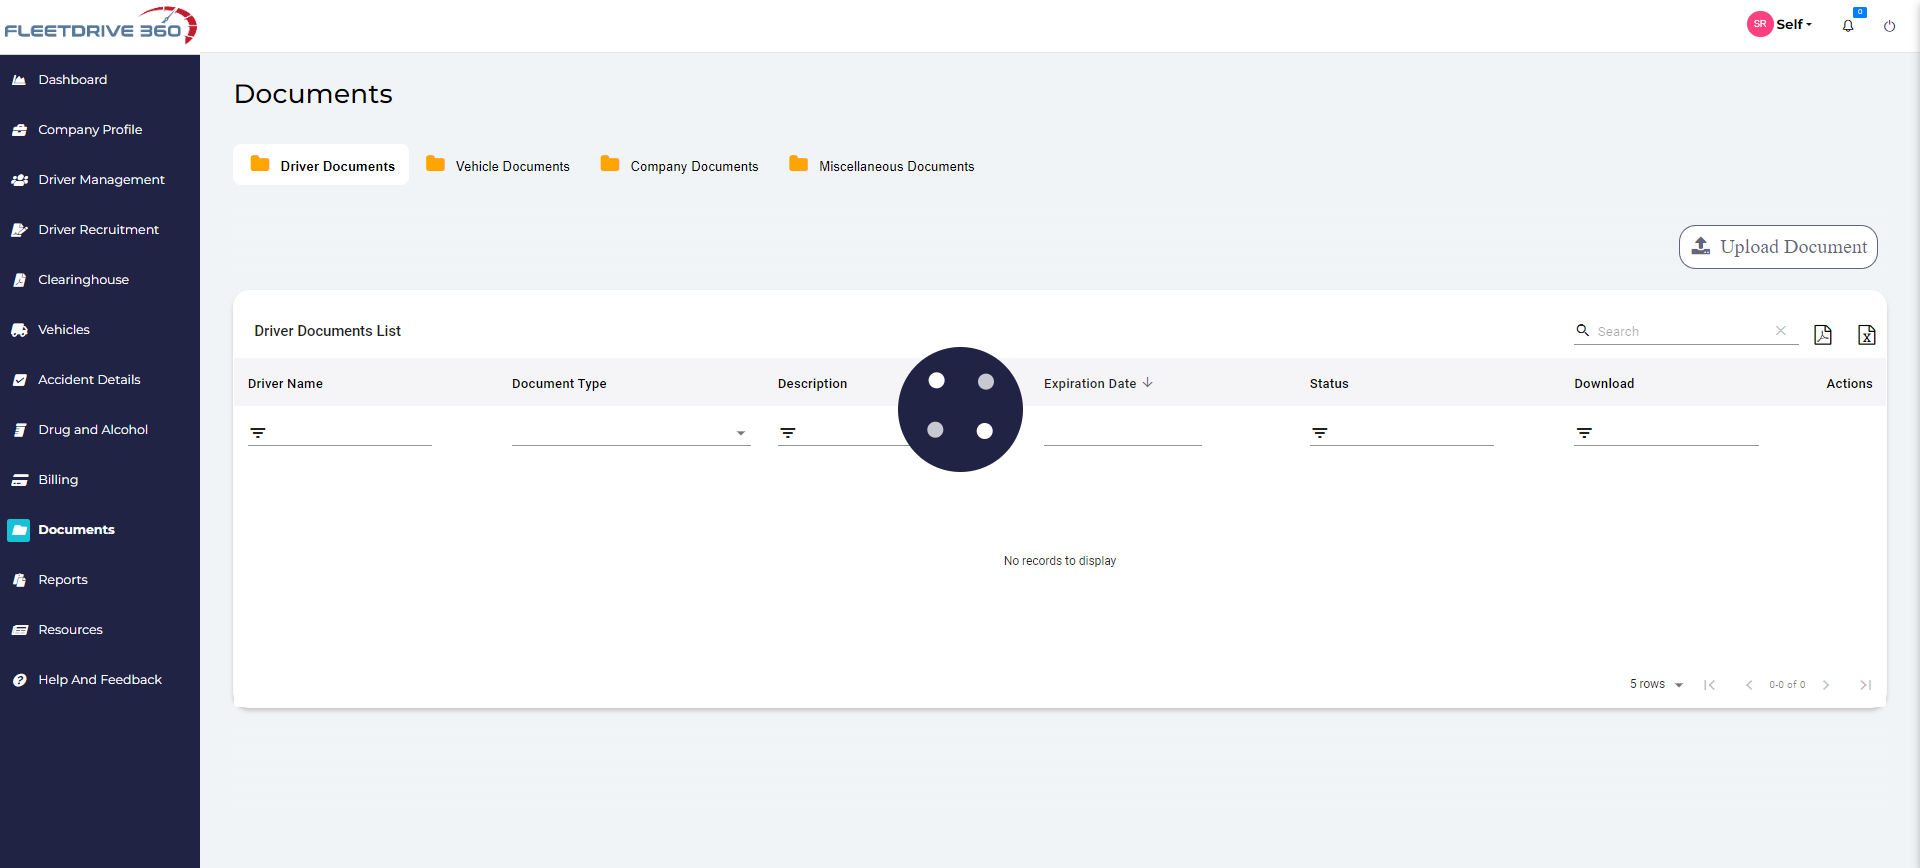 FLEETDRIVE 360
SR Self 0
Dashboard
Company Profile
Driver Management
Driver Recruitment
Clearinghouse
Vehicles
Accident Details
Drug and Alcohol
Billing
Documents
Reports
Resources
Help And Feedback
Documents
Driver Documents Vehicle Documents Company Documents Miscellaneous Documents
Upload Document
Driver Documents List Search
Driver Name Document Type Description Expiration Date Status Download Actions
No records to display
5 rows 0-0 of 0